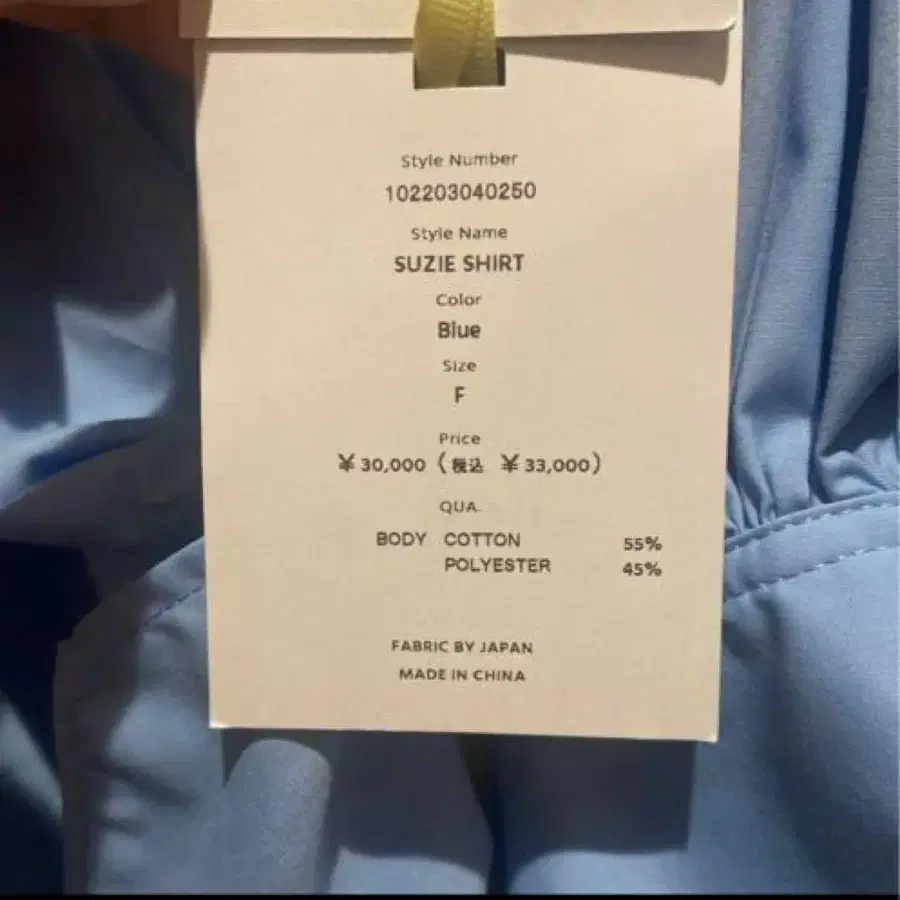 Style Number
102203040250
Style Name
SUZIE SHIRT
Color
Blue
Size
F
Price
¥30,000 (税込 ¥33,000)
QUA.
BODY COTTON 55%
POLYESTER 45%
FABRIC BY JAPAN
MADE IN CHINA